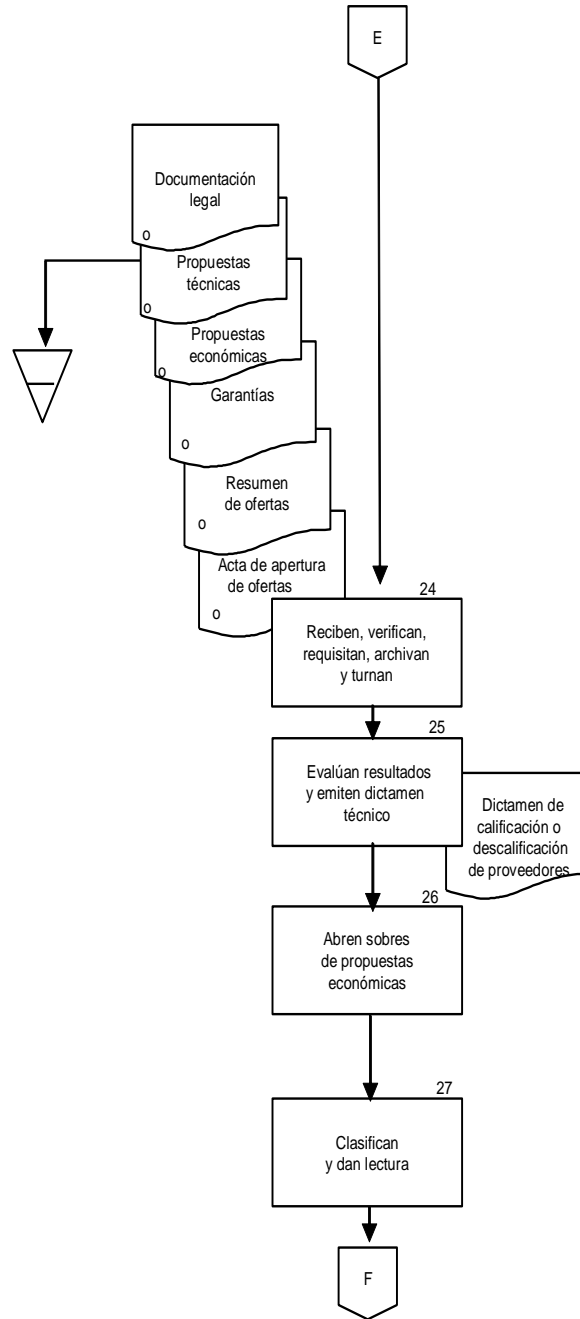 E
Documentación
legal
o
Propuestas
técnicas
o
Propuestas
económicas
o
Garantías
o
Resumen
de ofertas
o
Acta de apertura
de ofertas
o
24
Reciben, verifican,
requisitan, archivan
y turnan
25
Evalúan resultados
y emiten dictamen
técnico
Dictamen de
calificación o
descalificación
de proveedores
26
Abren sobres
de propuestas
económicas
27
Clasifican
y dan lectura
F